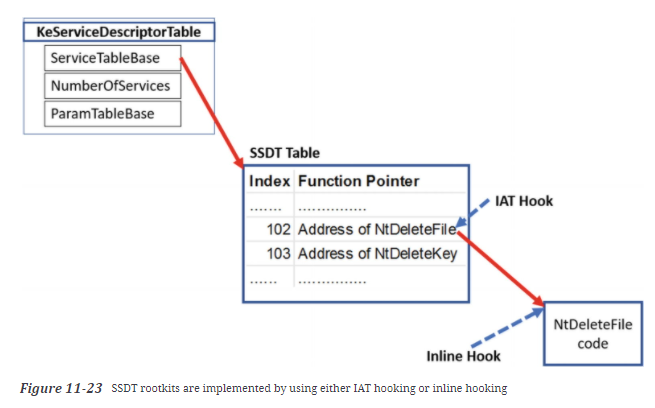 KeServiceDescriptorTable
ServiceTableBase
NumberOfServices
ParamTableBase
SSDT Table
Index Function Pointer
....... ...............
102 Address of NtDeleteFile
103 Address of NtDeleteKey
...... ...............
IAT Hook
NtDeleteFile
code
Inline Hook
Figure 11-23 SSDT rootkits are implemented by using either IAT hooking or inline hooking